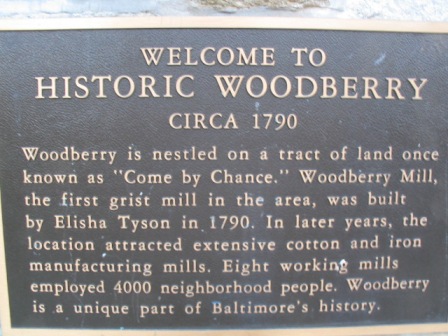 WELCOME TO
HISTORIC WOODBERRY
CIRCA 1790
Woodberry is nestled on a tract of land once
known as "Come by Chance." Woodberry Mill,
the first grist mill in the area, was built
by Elisha Tyson in 1790. In later years, the
location attracted extensive cotton and iron
manufacturing mills. Eight working mills
employed 4000 neighborhood people. Woodberry
is a unique part of Baltimore's history.